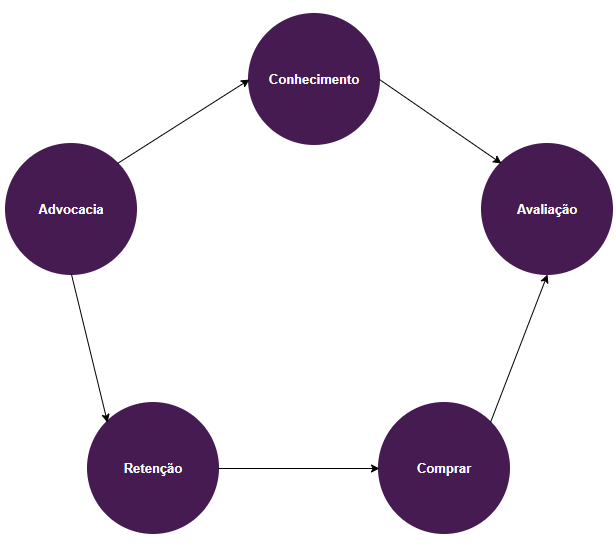 Conhecimento
Advocacia
Avaliação
Retenção
Comprar